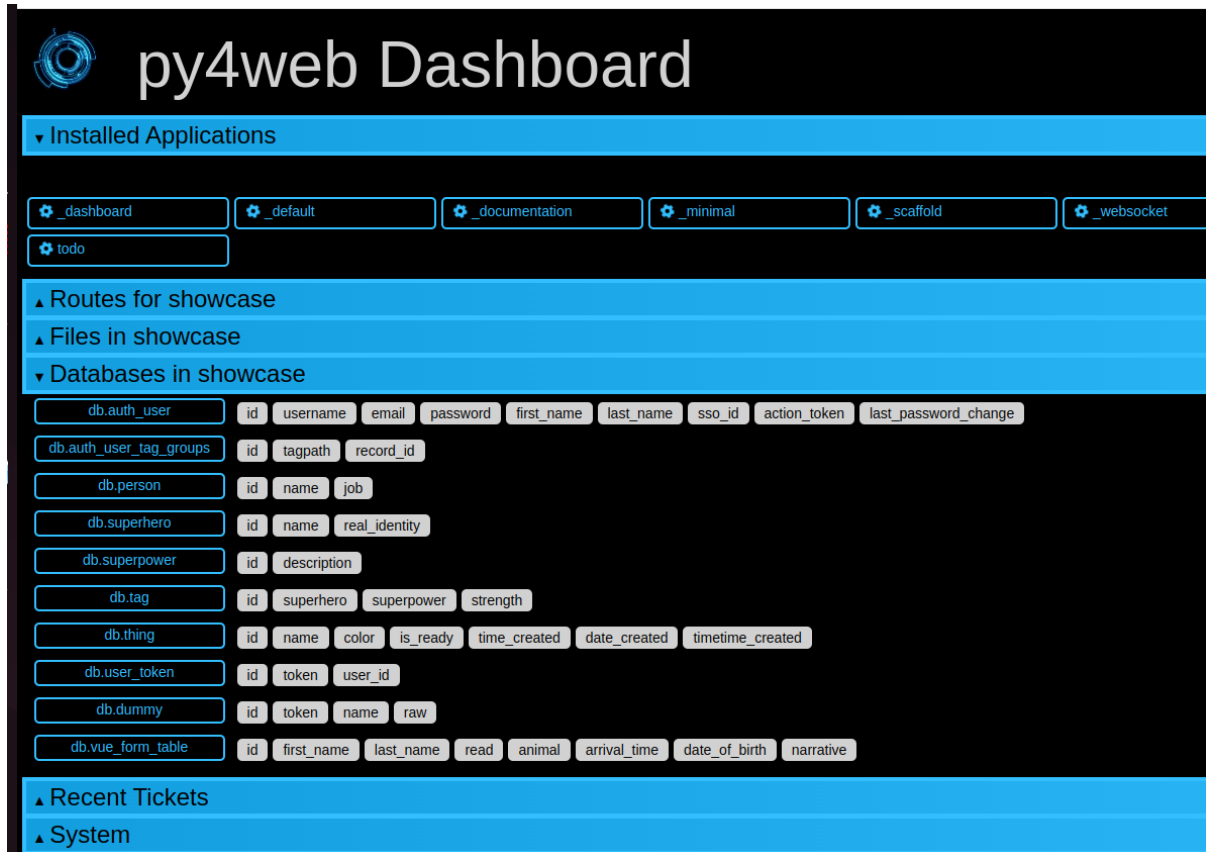 py4web Dashboard
▾ Installed Applications
_dashboard _default _documentation _minimal _scaffold _websocket
todo
▴ Routes for showcase
▴ Files in showcase
▾ Databases in showcase
db.auth_user id username email password first_name last_name sso_id action_token last_password_change
db.auth_user_tag_groups id tagpath record_id
db.person id name job
db.superhero id name real_identity
db.superpower id description
db.tag id superhero superpower strength
db.thing id name color is_ready time_created date_created timetime_created
db.user_token id token user_id
db.dummy id token name raw
db.vue_form_table id first_name last_name read animal arrival_time date_of_birth narrative
▴ Recent Tickets
▴ System